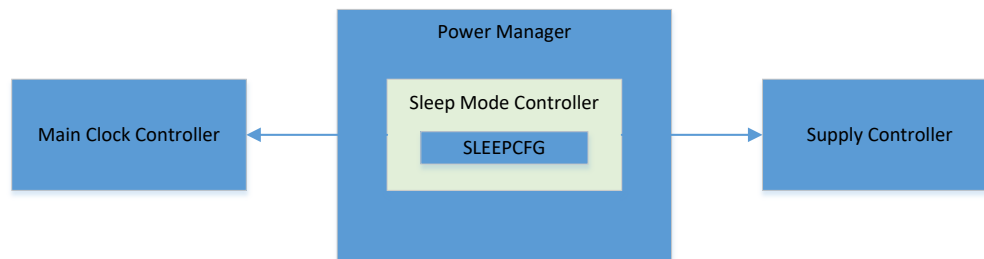 Power Manager
Sleep Mode Controller
Main Clock Controller
SLEEPCFG
Supply Controller